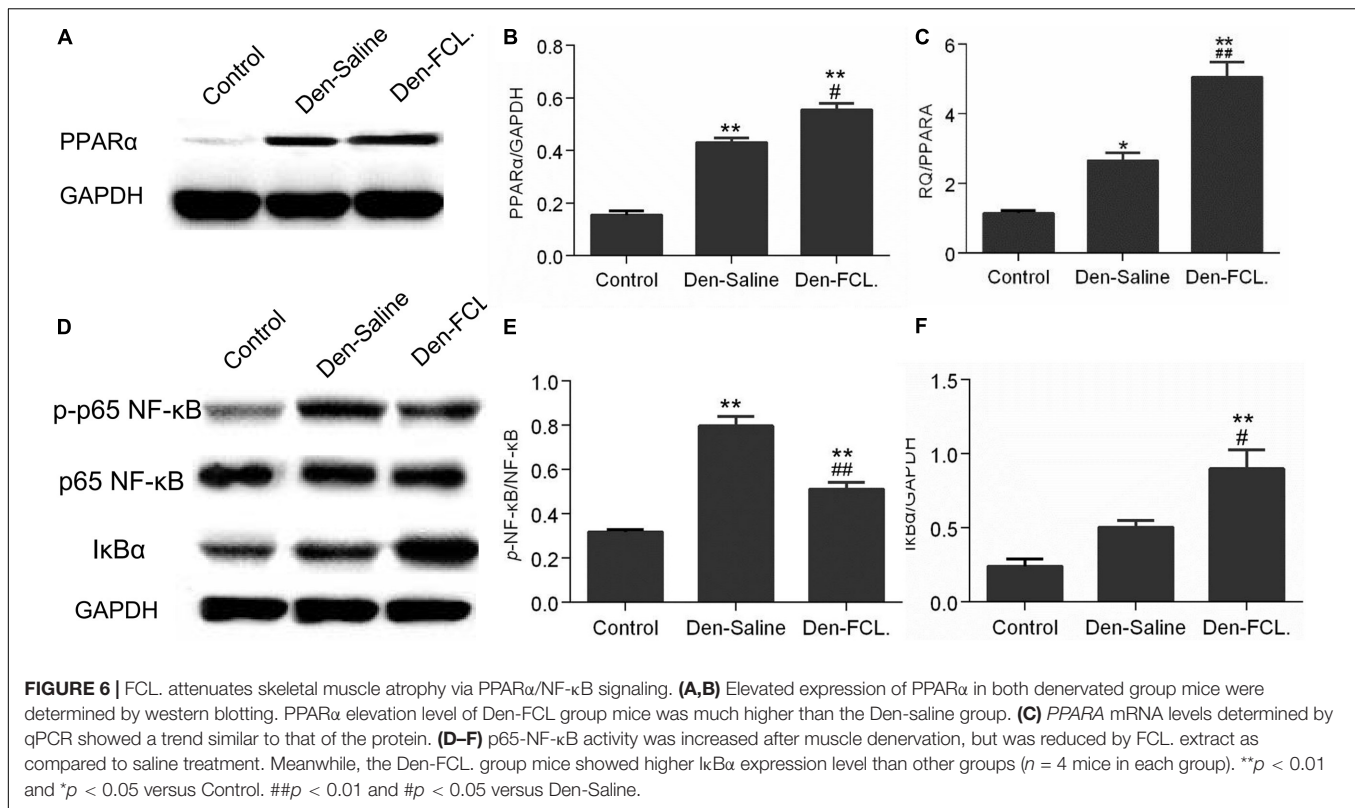 A
Control
Den-Saline
Den-FCL.
PPARα
GAPDH
B
PPARα/GAPDH
0.8
0.6
0.4
0.2
0.0
**
**
#
Control
Den-Saline
Den-FCL.
C
RQ/PPARA
6
4
2
0
*
**
##
Control
Den-Saline
Den-FCL.
D
Control
Den-Saline
Den-FCL
p-p65 NF-κB
p65 NF-κB
IκBα
GAPDH
E
p-NF-κB/NF-κB
1.0
0.8
0.6
0.4
0.2
0.0
**
**
##
Control
Den-Saline
Den-FCL.
F
IκBα/GAPDH
1.5
1.0
0.5
0.0
**
#
Control
Den-Saline
Den-FCL.
FIGURE 6 | FCL. attenuates skeletal muscle atrophy via PPARα/NF-κB signaling. (A,B) Elevated expression of PPARα in both denervated group mice were
determined by western blotting. PPARα elevation level of Den-FCL group mice was much higher than the Den-saline group. (C) PPARA mRNA levels determined by
qPCR showed a trend similar to that of the protein. (D–F) p65-NF-κB activity was increased after muscle denervation, but was reduced by FCL. extract as
compared to saline treatment. Meanwhile, the Den-FCL. group mice showed higher IκBα expression level than other groups (n = 4 mice in each group). **p < 0.01
and *p < 0.05 versus Control. ##p < 0.01 and #p < 0.05 versus Den-Saline.